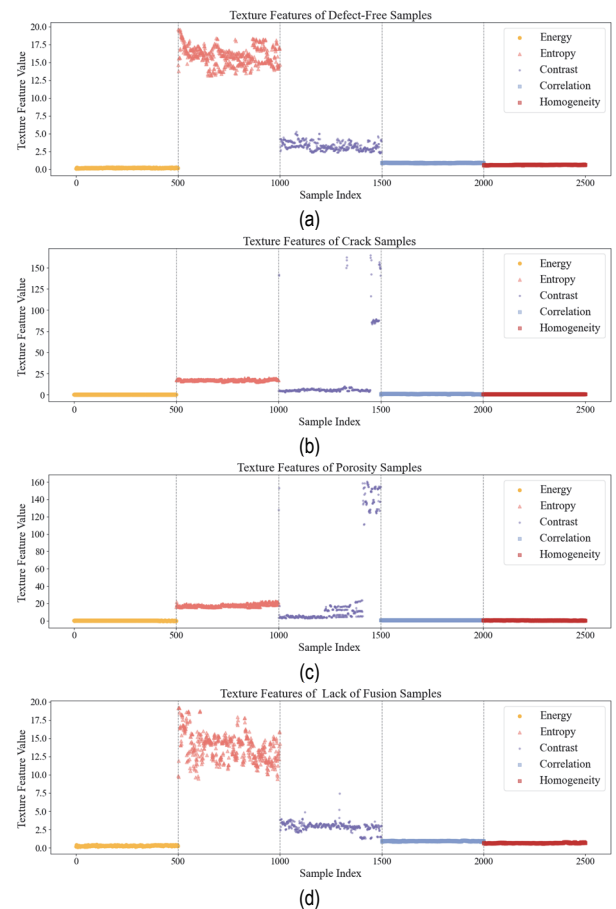 Texture Features of Defect-Free Samples
20.0
17.5
15.0
12.5
10.0
7.5
5.0
2.5
0.0
Texture Feature Value
Energy
Entropy
Contrast
Correlation
Homogeneity
0 500 1000 1500 2000 2500
Sample Index
(a)
Texture Features of Crack Samples
150
125
100
75
50
25
0
Texture Feature Value
Energy
Entropy
Contrast
Correlation
Homogeneity
0 500 1000 1500 2000 2500
Sample Index
(b)
Texture Features of Porosity Samples
160
140
120
100
80
60
40
20
0
Texture Feature Value
Energy
Entropy
Contrast
Correlation
Homogeneity
0 500 1000 1500 2000 2500
Sample Index
(c)
Texture Features of Lack of Fusion Samples
20.0
17.5
15.0
12.5
10.0
7.5
5.0
2.5
0.0
Texture Feature Value
Energy
Entropy
Contrast
Correlation
Homogeneity
0 500 1000 1500 2000 2500
Sample Index
(d)